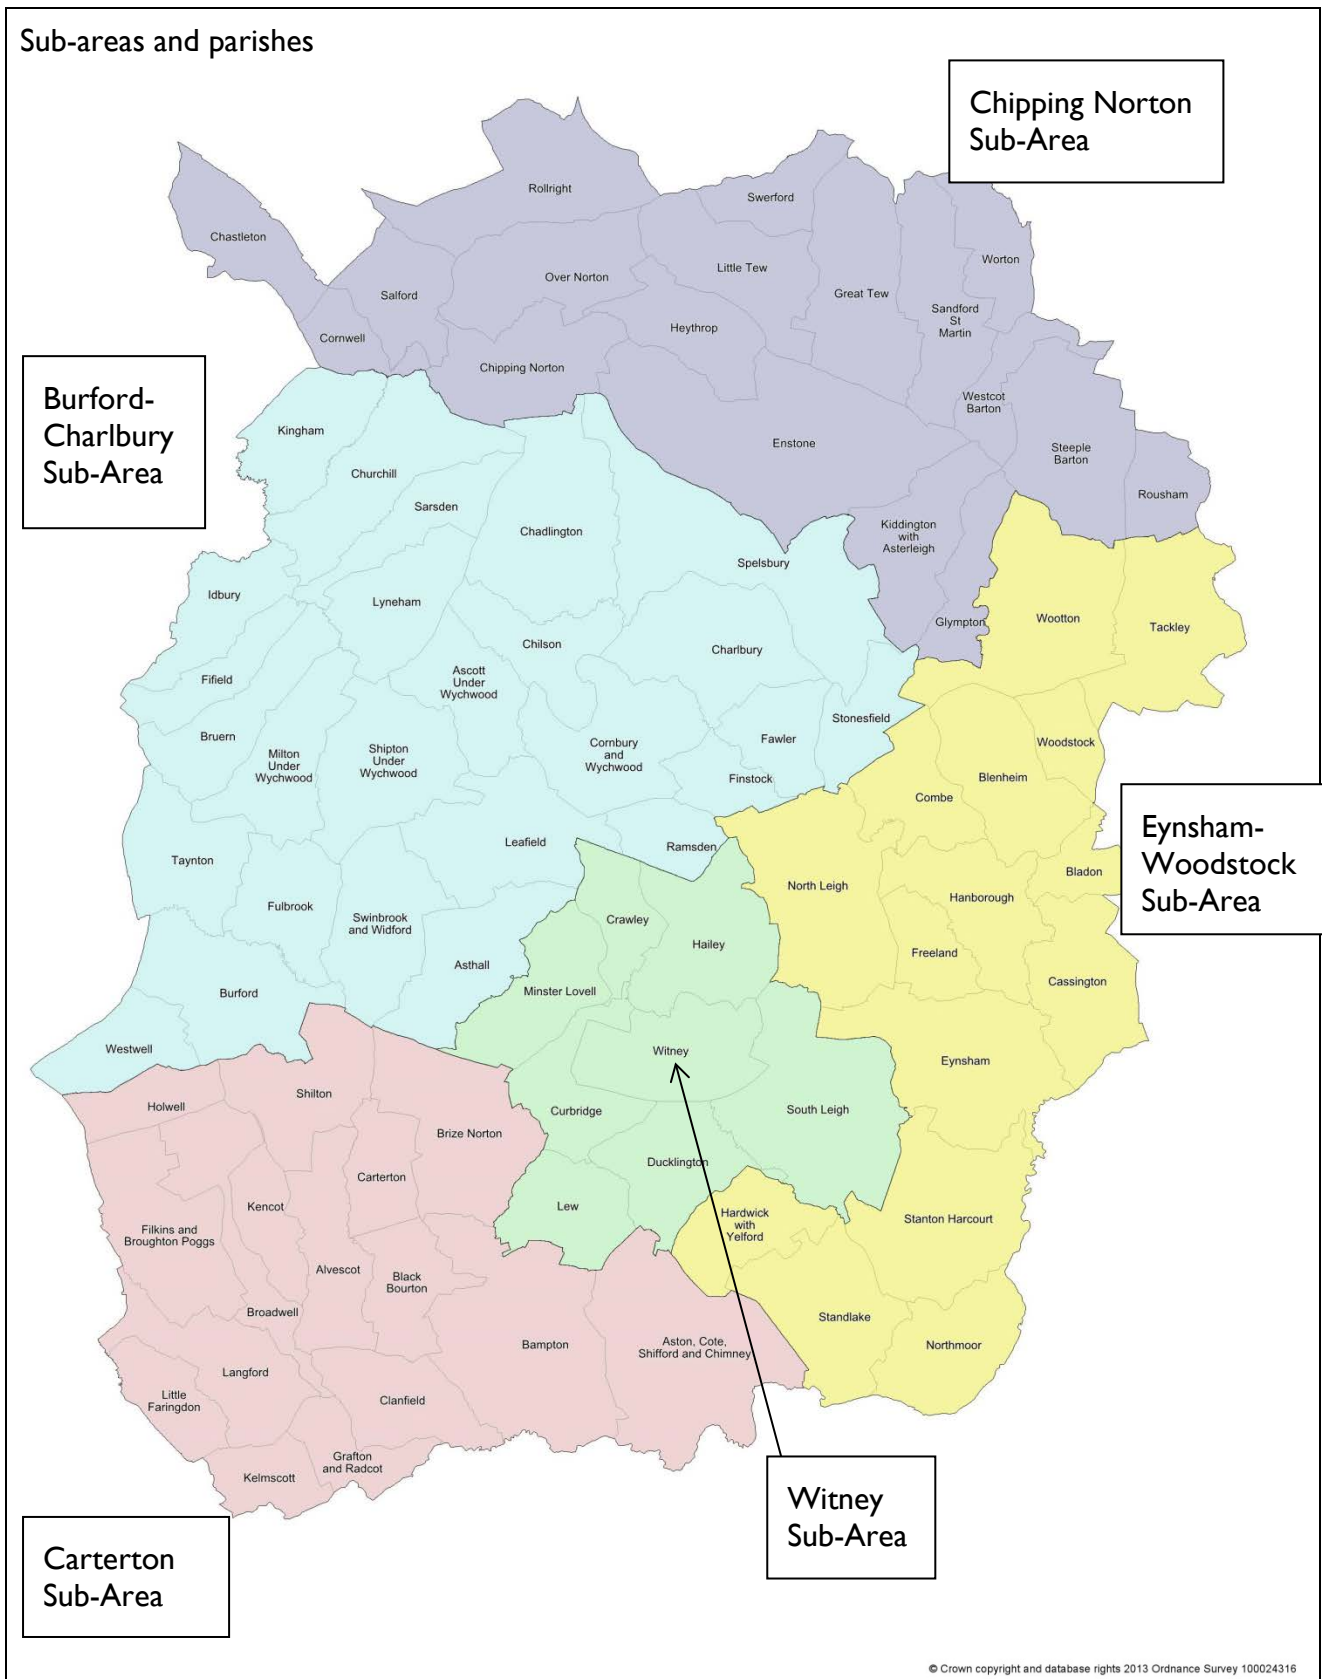 Sub-areas and parishes
Chipping Norton
Sub-Area
Rollright
Swerford
Chastleton
Worton
Little Tew
Over Norton
Great Tew
Salford
Sandford
St
Martin
Heythrop
Cornwell
Chipping Norton
Burford-
Charlbury
Sub-Area
Westcot
Barton
Kingham
Enstone
Steeple
Barton
Churchill
Rousham
Sarsden
Kiddington
with
Asterleigh
Chadlington
Spelsbury
Idbury
Lyneham
Glympton
Wootton
Tackley
Chilson
Charlbury
Ascott
Under
Wychwood
Fifield
Stonesfield
Bruern
Fawler
Woodstock
Milton
Under
Wychwood
Shipton
Under
Wychwood
Cornbury
and
Wychwood
Finstock
Blenheim
Combe
Eynsham-
Woodstock
Sub-Area
Leafield
Ramsden
Taynton
Bladon
North Leigh
Hanborough
Fulbrook
Swinbrook
and Widford
Crawley
Hailey
Freeland
Asthall
Cassington
Minster Lovell
Burford
Westwell
Witney
Eynsham
Shilton
Holwell
Curbridge
South Leigh
Brize Norton
Ducklington
Carterton
Lew
Kencot
Hardwick
with
Yelford
Stanton Harcourt
Filkins and
Broughton Poggs
Alvescot
Black
Bourton
Broadwell
Standlake
Bampton
Aston, Cote,
Shifford and Chimney
Northmoor
Langford
Little
Faringdon
Clanfield
Grafton
and Radcot
Kelmscott
Witney
Sub-Area
Carterton
Sub-Area
© Crown copyright and database rights 2013 Ordnance Survey 100024316